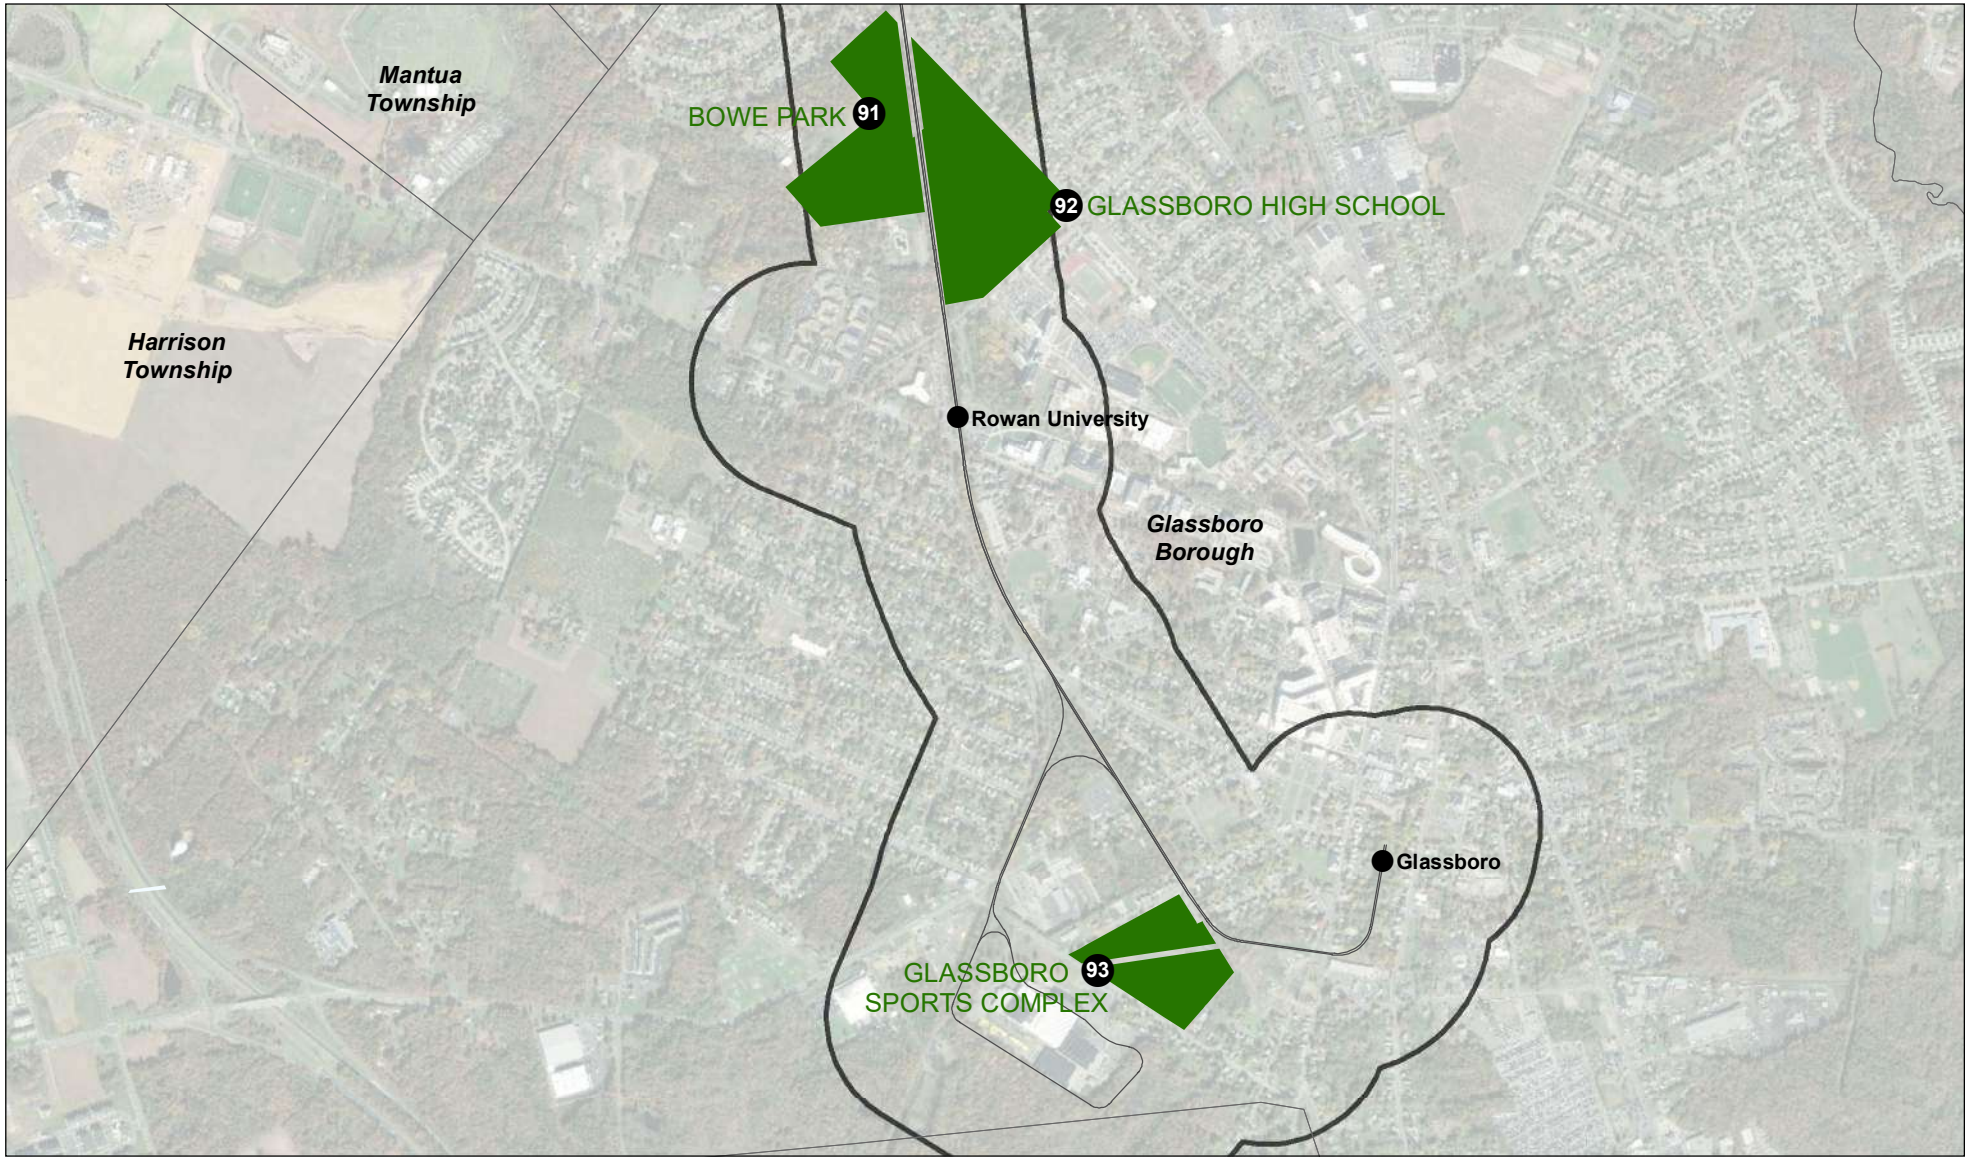 Mantua
Township
BOWE PARK 91
92 GLASSBORO HIGH SCHOOL
Harrison
Township
Rowan University
Glassboro
Borough
Glassboro
GLASSBORO 93
SPORTS COMPLEX